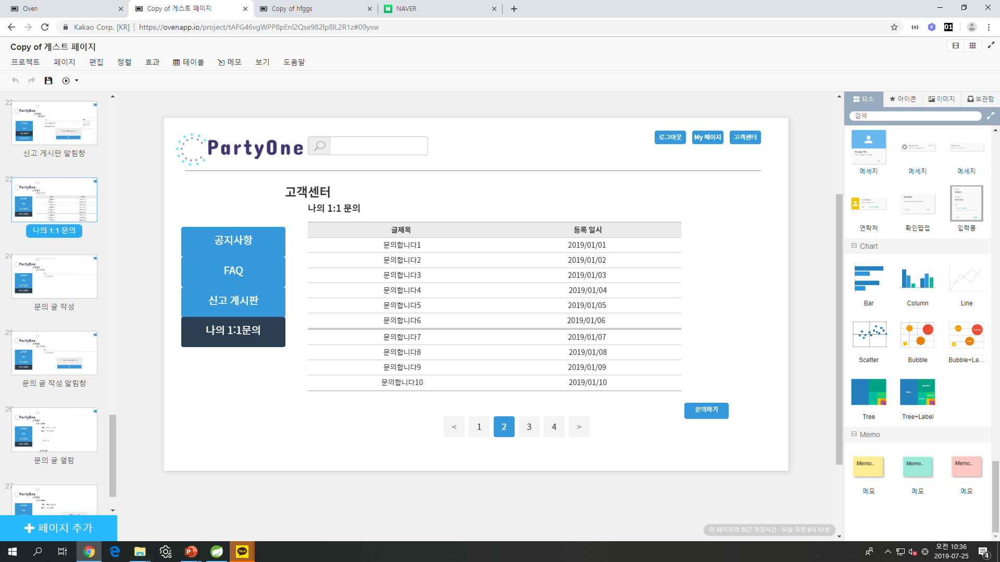 Oven
Copy of 게스트 페이지
Copy of hfggs
NAVER
Kakao Corp. [KR]
https://ovenapp.io/project/tAFG46vgWPP8pEnl2Qse982lp8lL2R1z#09yxw
01
Copy of 게스트 페이지
프로젝트 페이지 편집 정렬 효과 테이블 메모 보기 도움말
22
신고 게시판 알림창
23
나의 1:1 문의
24
문의 글 작성
25
문의 글 작성 알림창
26
문의 글 열람
27
페이지 추가
PartyOne
로그아웃 My 페이지 고객센터
고객센터
나의 1:1 문의
공지사항
FAQ
신고 게시판
나의 1:1문의
글제목 등록 일시
문의합니다1 2019/01/01
문의합니다2 2019/01/02
문의합니다3 2019/01/03
문의합니다4 2019/01/04
문의합니다5 2019/01/05
문의합니다6 2019/01/06
문의합니다7 2019/01/07
문의합니다8 2019/01/08
문의합니다9 2019/01/09
문의합니다10 2019/01/10
문의하기
< 1 2 3 4 >
이 페이지의 최근 저장시간 : 오늘 오전 9시 57분
요소 아이콘 이미지 보관함
검색
메세지 메세지 메세지
연락처 확인팝업 입력폼
Chart
Bar Column Line
Scatter Bubble Bubble+La...
Tree Tree+Label
Memo
Memo.. Memo.. Memo..
메모 메모 메모
TALK
오전 10:36
2019-07-25
4